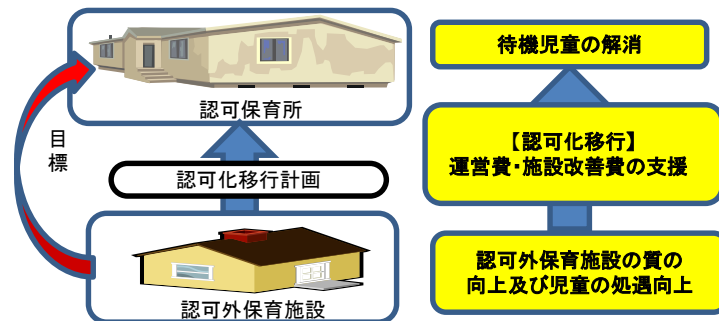 認可保育所
目標
認可化移行計画
認可外保育施設
待機児童の解消
【認可化移行】
運営費・施設改善費の支援
認可外保育施設の質の
向上及び児童の処遇向上